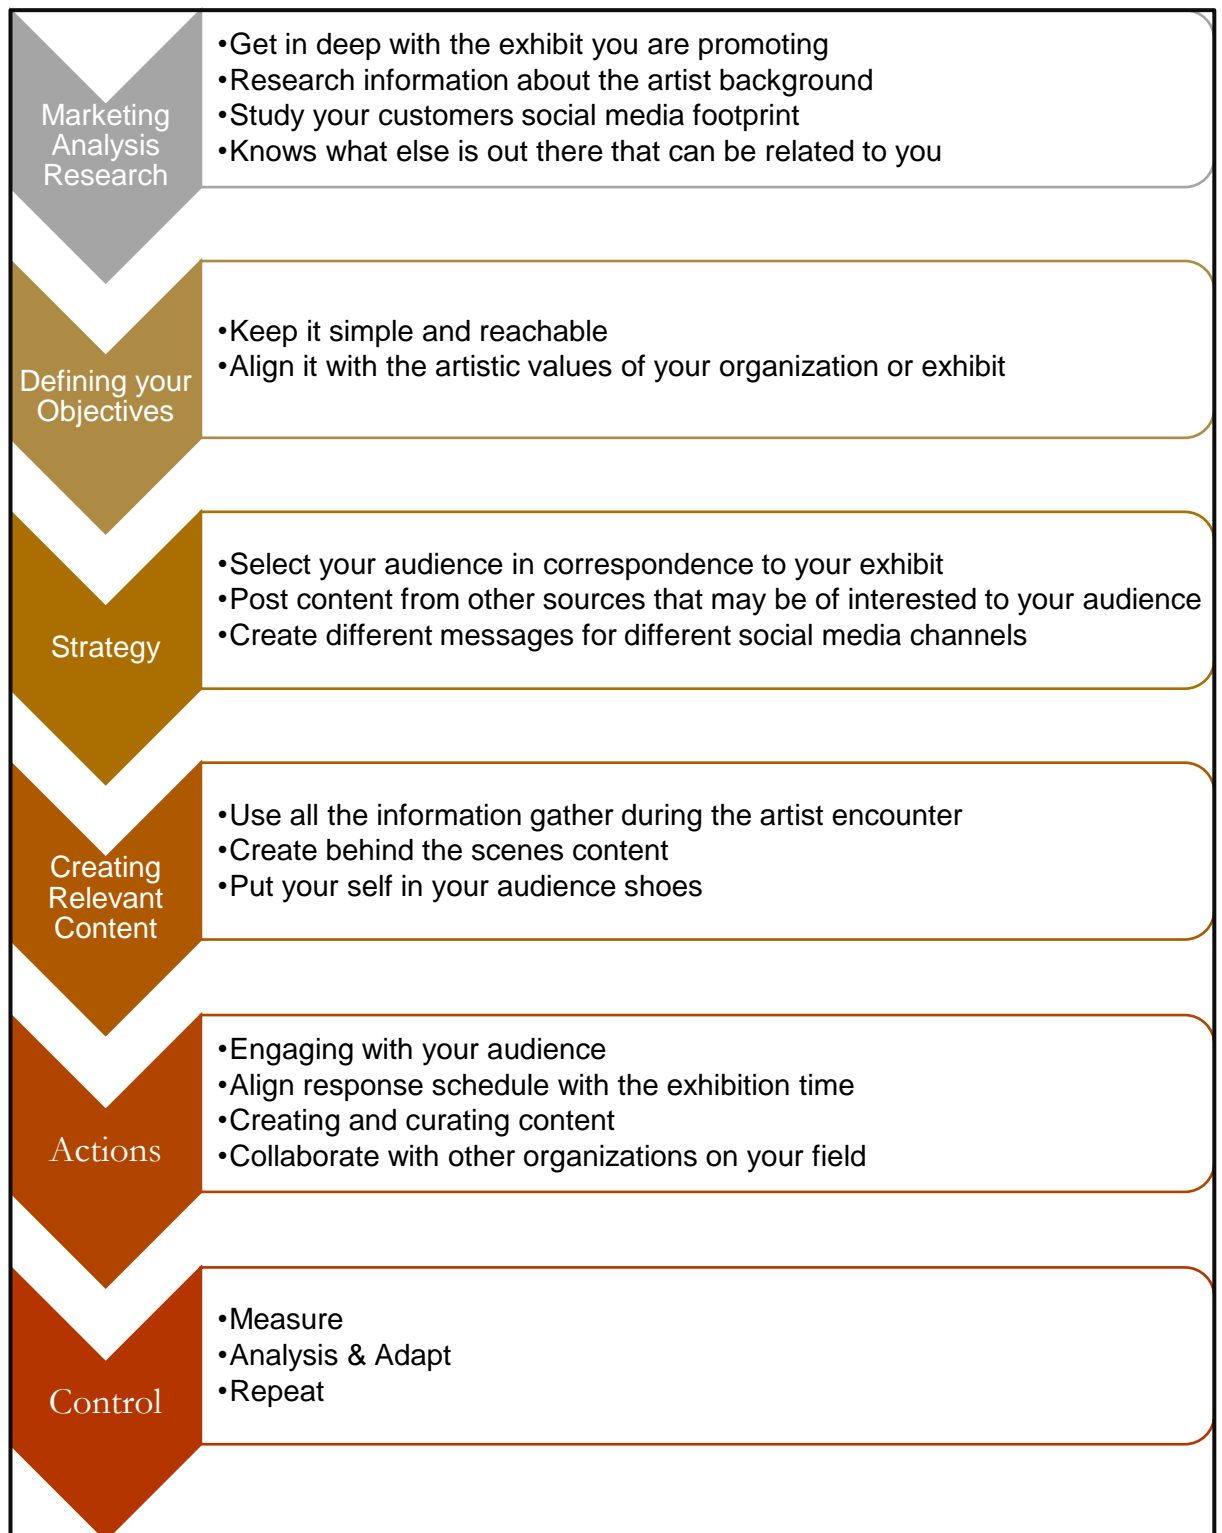 Marketing
Analysis
Research
•Get in deep with the exhibit you are promoting
•Research information about the artist background
•Study your customers social media footprint
•Knows what else is out there that can be related to you
Defining your
Objectives
•Keep it simple and reachable
•Align it with the artistic values of your organization or exhibit
Strategy
•Select your audience in correspondence to your exhibit
•Post content from other sources that may be of interested to your audience
•Create different messages for different social media channels
Creating
Relevant
Content
•Use all the information gather during the artist encounter
•Create behind the scenes content
•Put your self in your audience shoes
Actions
•Engaging with your audience
•Align response schedule with the exhibition time
•Creating and curating content
•Collaborate with other organizations on your field
Control
•Measure
•Analysis & Adapt
•Repeat